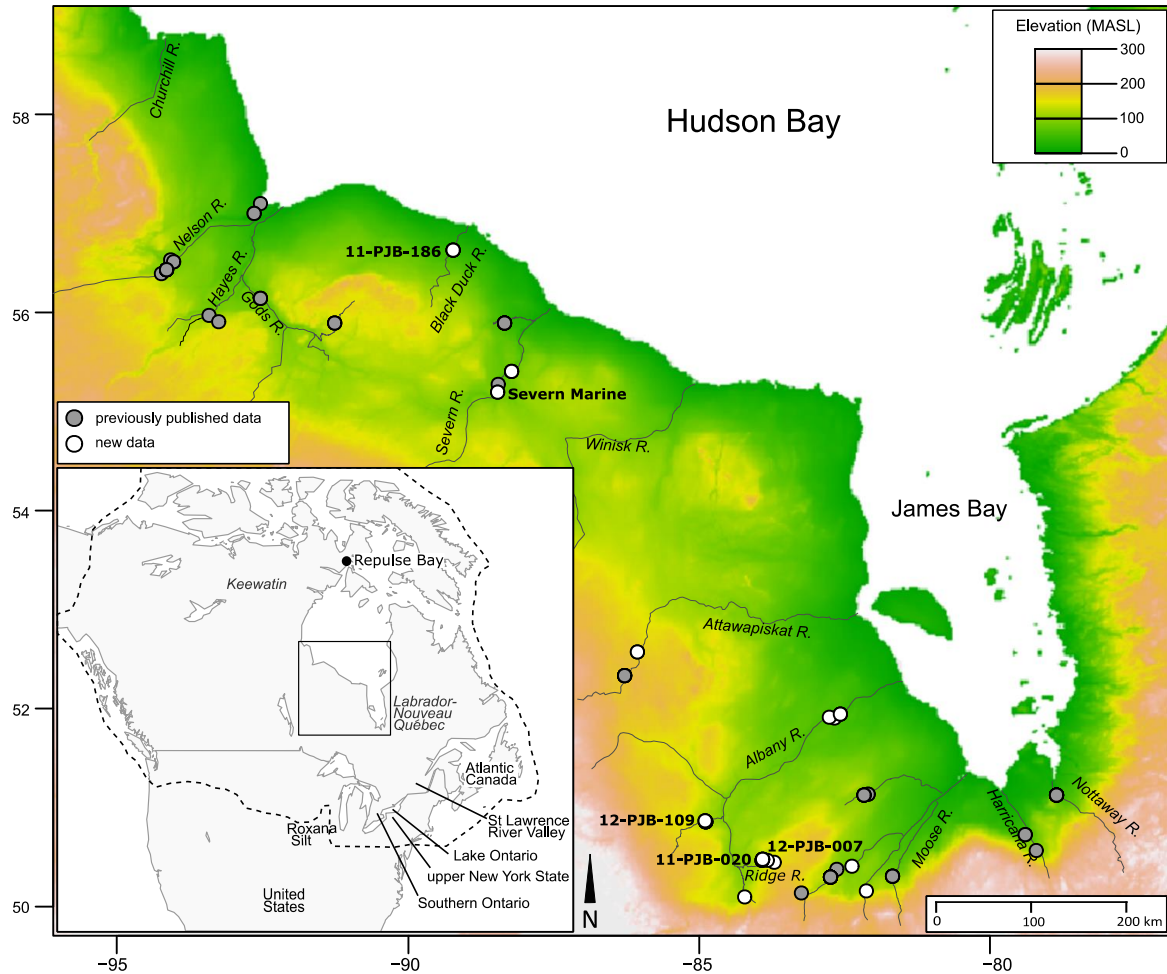 Elevation (MASL)
300
200
100
0
Hudson Bay
James Bay
Churchill R.
Nelson R.
Hayes R.
Gods R.
11-PJB-186
Black Duck R.
Severn R.
Severn Marine
Winisk R.
Attawapiskat R.
Albany R.
12-PJB-109
12-PJB-007
11-PJB-020
Ridge R.
Moose R.
Harricana R.
Nottaway R.
previously published data
new data
Repulse Bay
Keewatin
Labrador-
Nouveau
Québec
Atlantic
Canada
St Lawrence
River Valley
Roxana
Silt
Lake Ontario
upper New York State
Southern Ontario
United
States
N
0
100
200 km
58
56
54
52
50
−95
−90
−85
−80